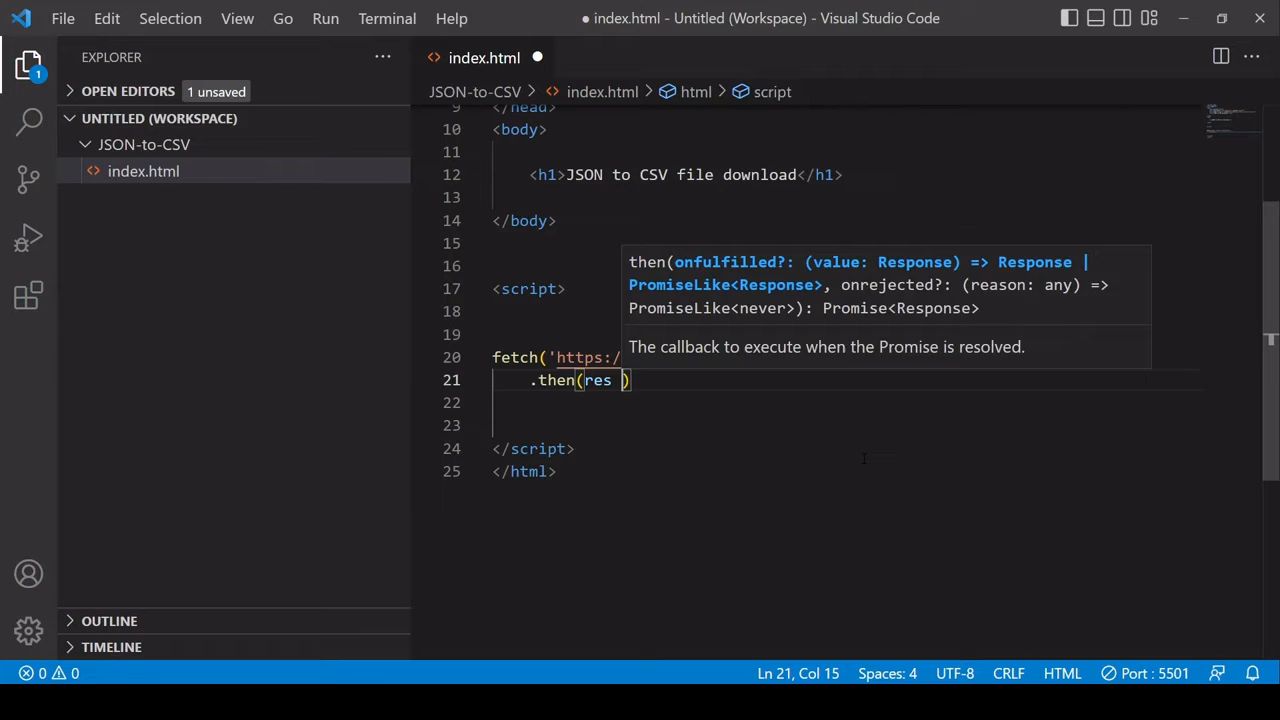 File Edit Selection View Go Run Terminal Help ● index.html - Untitled (Workspace) - Visual Studio Code
EXPLORER ···
index.html
1
OPEN EDITORS 1 unsaved
JSON-to-CSV > index.html > html > script
UNTITLED (WORKSPACE)
JSON-to-CSV
index.html
9 </head>
10 <body>
11
12 <h1>JSON to CSV file download</h1>
13
14 </body>
15
16
17 <script>
18
19
20 fetch('https:/
21 .then(res )
22
23
24 </script>
25 </html>
then(onfulfilled?: (value: Response) => Response |
PromiseLike<Response>, onrejected?: (reason: any) =>
PromiseLike<never>): Promise<Response>
The callback to execute when the Promise is resolved.
OUTLINE
TIMELINE
0 0 Ln 21, Col 15 Spaces: 4 UTF-8 CRLF HTML Port : 5501